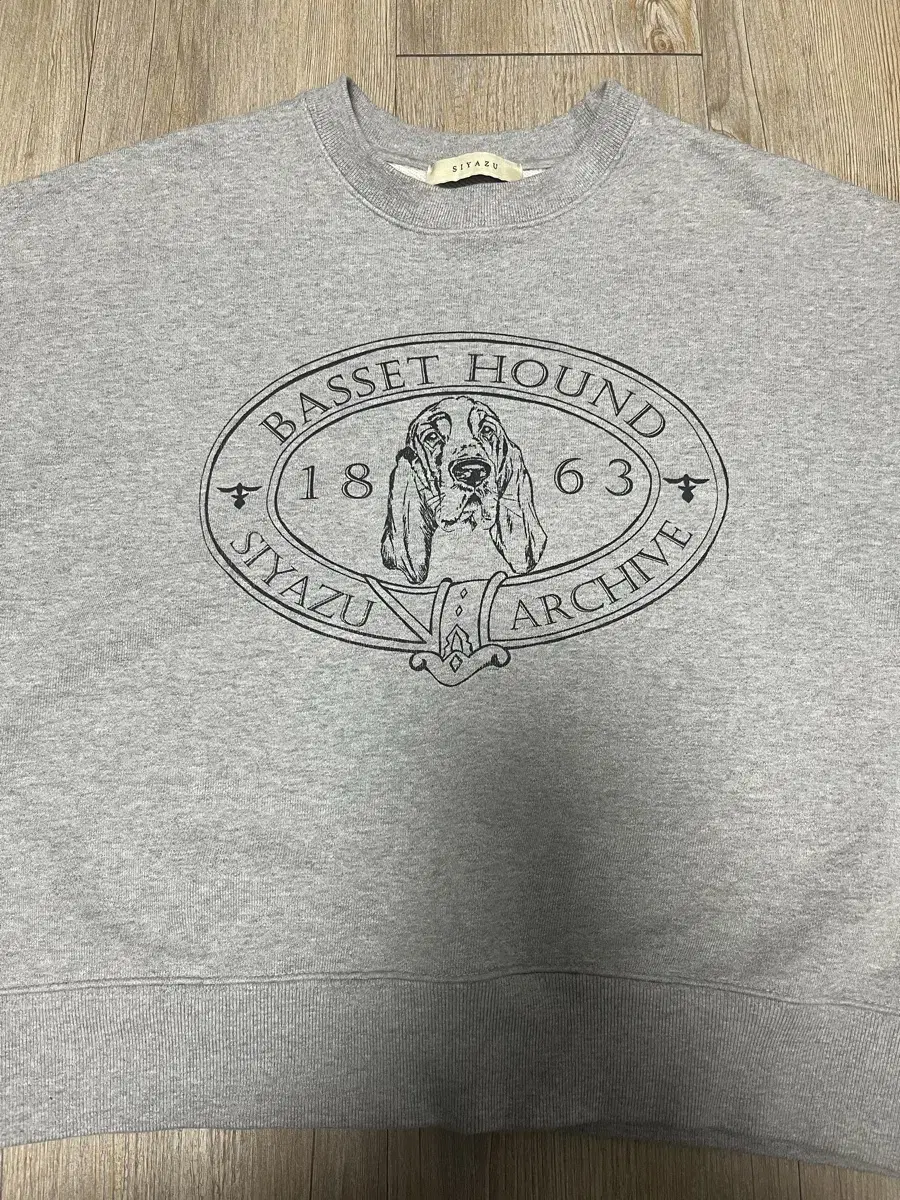 SIYAZU
BASSET HOUND
18 63
SIYAZU ARCHIVE